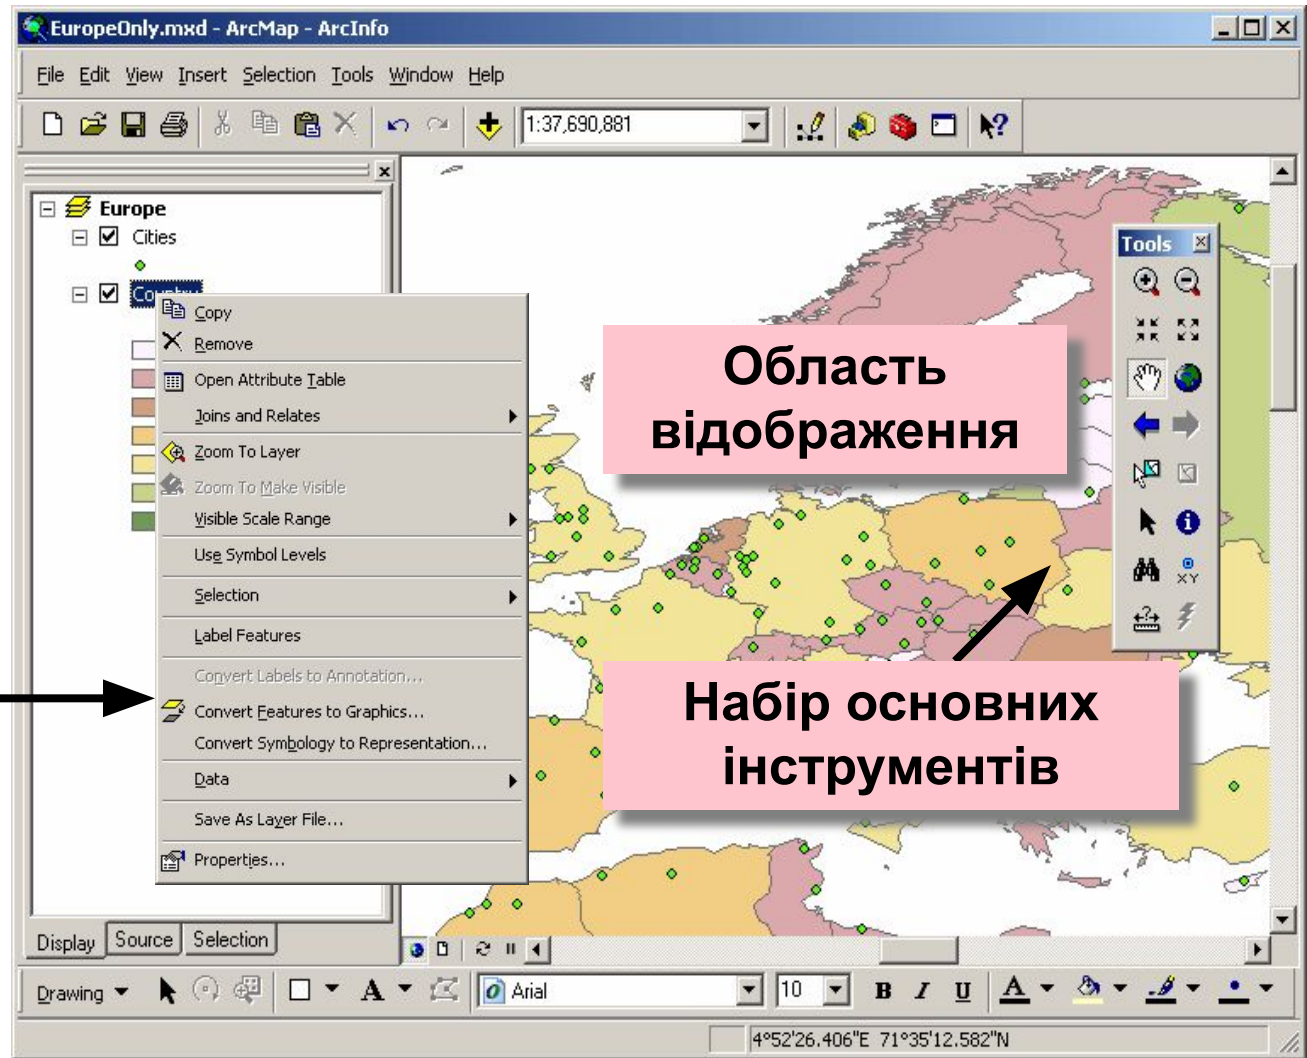 EuropeOnly.mxd - ArcMap - ArcInfo
File Edit View Insert Selection Tools Window Help
1:37,690,881
Europe
Cities
Copy
Remove
Open Attribute Table
Joins and Relates
Zoom To Layer
Zoom To Make Visible
Visible Scale Range
Use Symbol Levels
Selection
Label Features
Convert Labels to Annotation...
Convert Features to Graphics...
Convert Symbology to Representation...
Data
Save As Layer File...
Properties...
Tools
XY
Область
відображення
Набір основних
інструментів
Display Source Selection
Drawing A Arial 10 B I U A
4°52'26.406"E 71°35'12.582"N